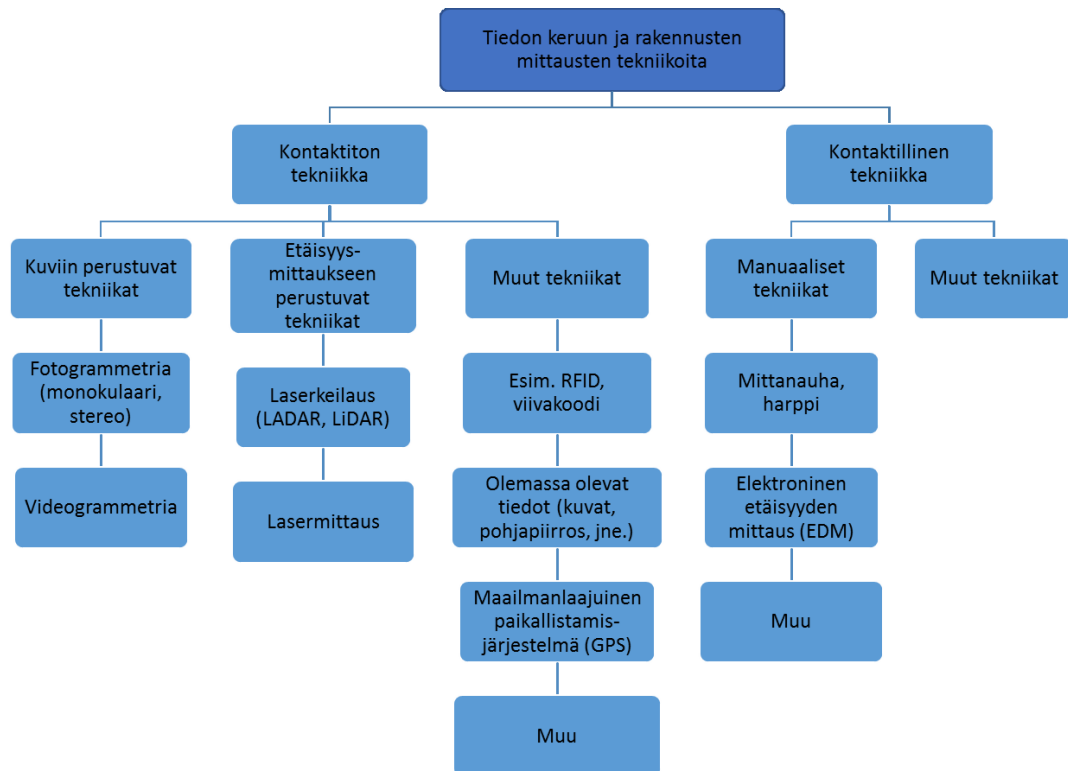 Tiedon keruun ja rakennusten
mittausten tekniikoita
Kontaktiton
tekniikka
Kontaktillinen
tekniikka
Kuviin perustuvat
tekniikat
Etäisyys-
mittaukseen
perustuvat
tekniikat
Muut tekniikat
Manuaaliset
tekniikat
Muut tekniikat
Fotogrammetria
(monokulaari,
stereo)
Laserkeilaus
(LADAR, LiDAR)
Esim. RFID,
viivakoodi
Mittanauha,
harppi
Videogrammetria
Lasermittaus
Olemassa olevat
tiedot (kuvat,
pohjapiirros, jne.)
Elektroninen
etäisyyden
mittaus (EDM)
Maailmanlaajuinen
paikallistamis-
järjestelmä (GPS)
Muu
Muu